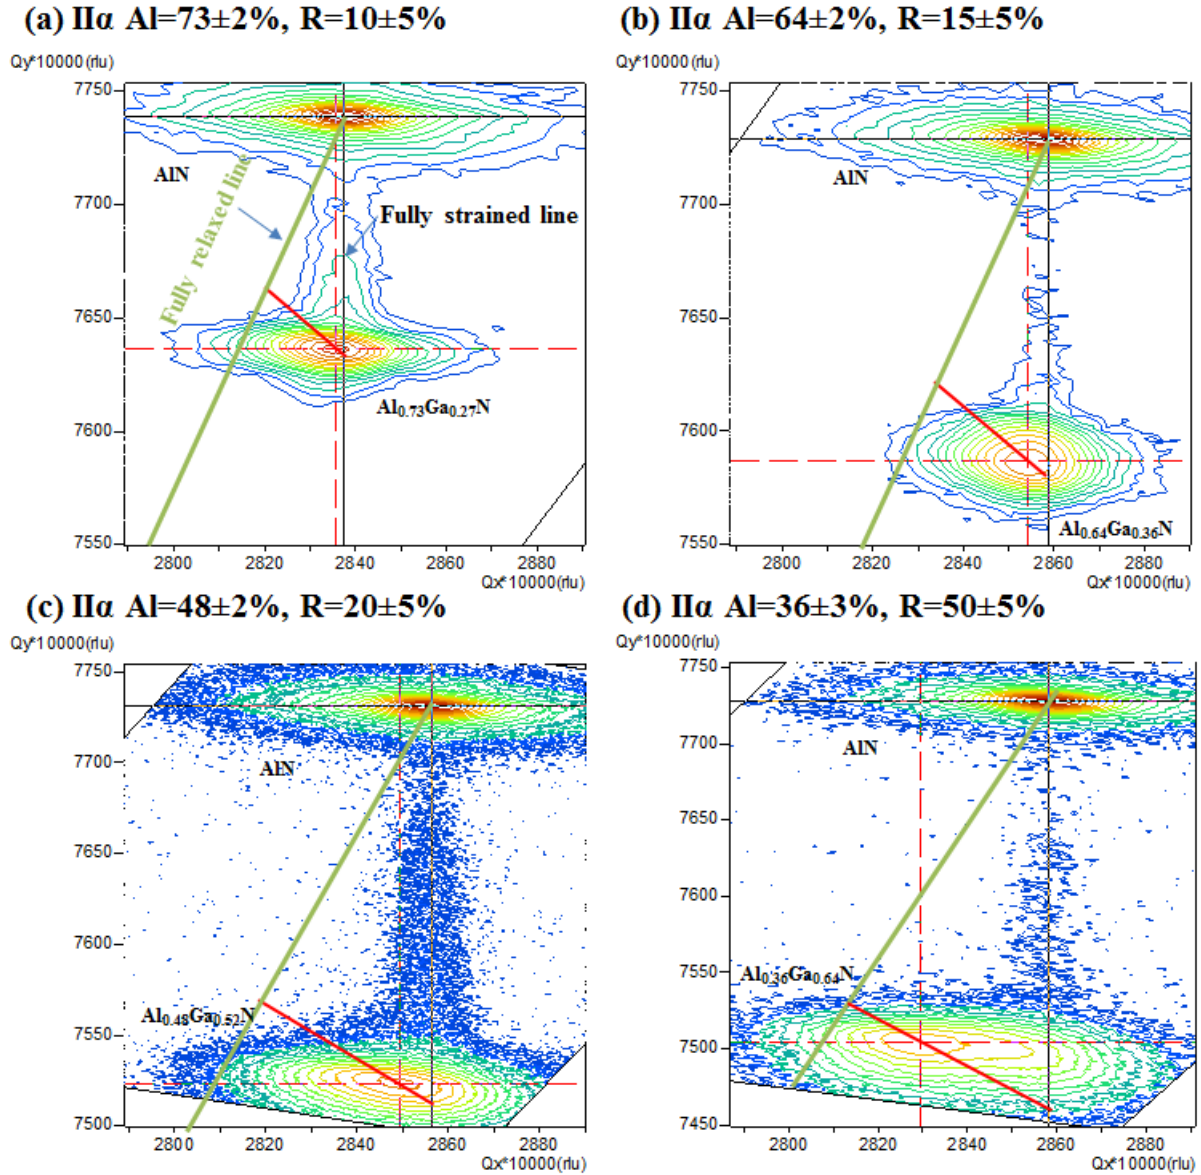 (a) IIα Al=73±2%, R=10±5%
Qy*10000(rlu)
7750
7700
7650
7600
7550
AlN
Fully relaxed line
Fully strained line
Al0.73Ga0.27N
2800 2820 2840 2860 2880
Qx*10000(rlu)
(b) IIα Al=64±2%, R=15±5%
Qy*10000(rlu)
7750
7700
7650
7600
7550
AlN
Al0.64Ga0.36N
2800 2820 2840 2860 2880
Qx*10000(rlu)
(c) IIα Al=48±2%, R=20±5%
Qy*10000(rlu)
7750
7700
7650
7600
7550
7500
AlN
Al0.48Ga0.52N
2800 2820 2840 2860 2880
Qx*10000(rlu)
(d) IIα Al=36±3%, R=50±5%
Qy*10000(rlu)
7750
7700
7650
7600
7550
7500
7450
AlN
Al0.36Ga0.64N
2800 2820 2840 2860 2880
Qx*10000(rlu)